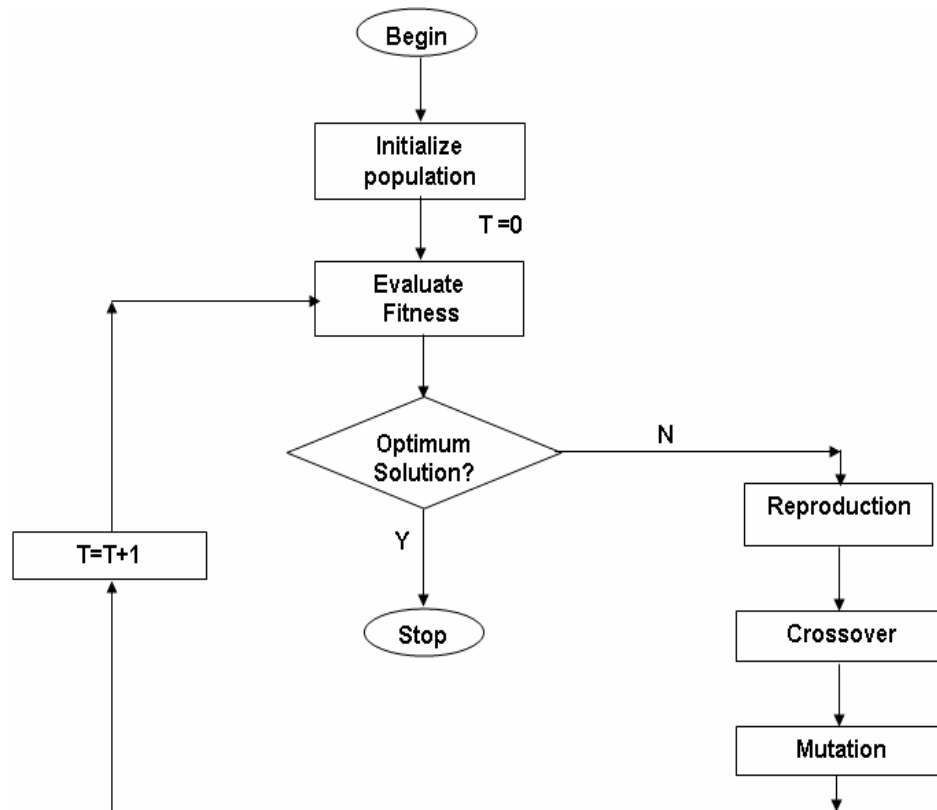 Begin
Initialize
population
T =0
Evaluate
Fitness
Optimum
Solution?
N
Reproduction
T=T+1
Y
Stop
Crossover
Mutation